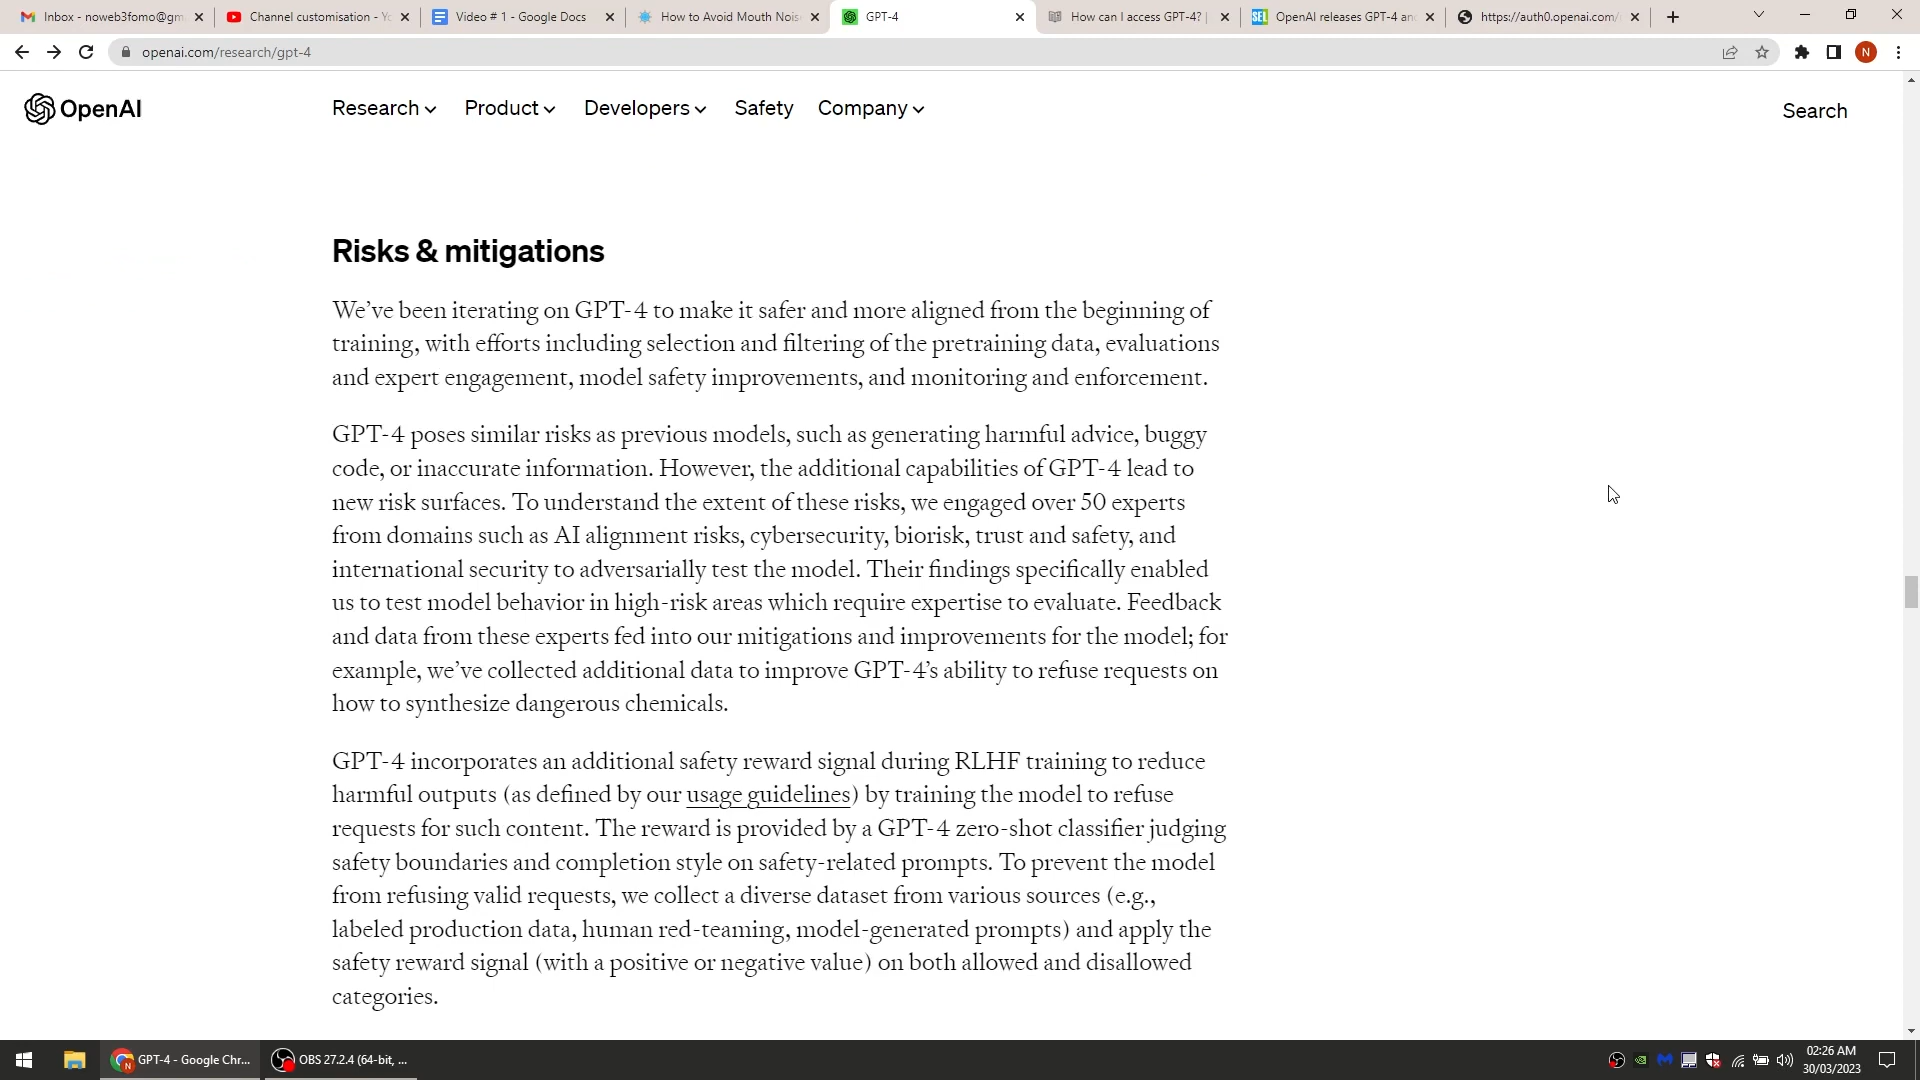 Inbox - noweb3fomo@gm
Channel customisation - Yo
Video # 1 - Google Docs
How to Avoid Mouth Nois
GPT-4
How can I access GPT-4? |
OpenAI releases GPT-4 an
https://auth0.openai.com/
openai.com/research/gpt-4
N
OpenAI
Research
Product
Developers
Safety
Company
Search
Risks & mitigations
We’ve been iterating on GPT-4 to make it safer and more aligned from the beginning of
training, with efforts including selection and filtering of the pretraining data, evaluations
and expert engagement, model safety improvements, and monitoring and enforcement.
GPT-4 poses similar risks as previous models, such as generating harmful advice, buggy
code, or inaccurate information. However, the additional capabilities of GPT-4 lead to
new risk surfaces. To understand the extent of these risks, we engaged over 50 experts
from domains such as AI alignment risks, cybersecurity, biorisk, trust and safety, and
international security to adversarially test the model. Their findings specifically enabled
us to test model behavior in high-risk areas which require expertise to evaluate. Feedback
and data from these experts fed into our mitigations and improvements for the model; for
example, we’ve collected additional data to improve GPT-4’s ability to refuse requests on
how to synthesize dangerous chemicals.
GPT-4 incorporates an additional safety reward signal during RLHF training to reduce
harmful outputs (as defined by our usage guidelines) by training the model to refuse
requests for such content. The reward is provided by a GPT-4 zero-shot classifier judging
safety boundaries and completion style on safety-related prompts. To prevent the model
from refusing valid requests, we collect a diverse dataset from various sources (e.g.,
labeled production data, human red-teaming, model-generated prompts) and apply the
safety reward signal (with a positive or negative value) on both allowed and disallowed
categories.
GPT-4 - Google Chr...
OBS 27.2.4 (64-bit, ...
02:26 AM
30/03/2023